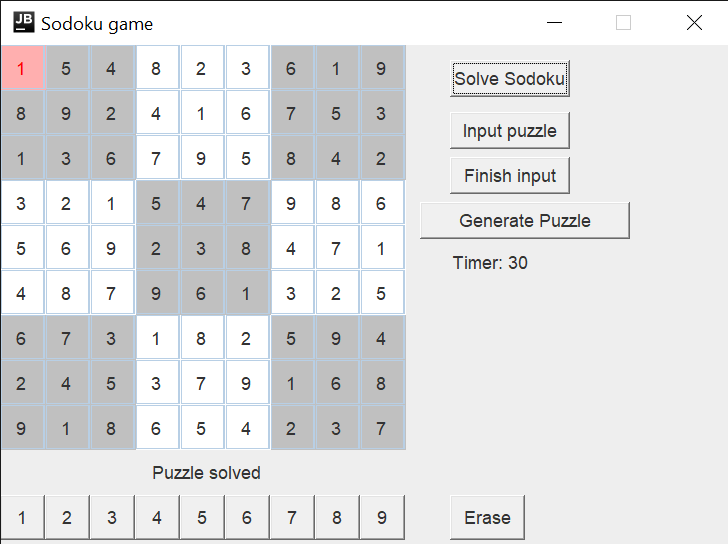 JB Sodoku game
1 5 4 8 2 3 6 1 9
Solve Sodoku
8 9 2 4 1 6 7 5 3
Input puzzle
1 3 6 7 9 5 8 4 2
Finish input
3 2 1 5 4 7 9 8 6
Generate Puzzle
5 6 9 2 3 8 4 7 1
Timer: 30
4 8 7 9 6 1 3 2 5
6 7 3 1 8 2 5 9 4
2 4 5 3 7 9 1 6 8
9 1 8 6 5 4 2 3 7
Puzzle solved
1 2 3 4 5 6 7 8 9
Erase